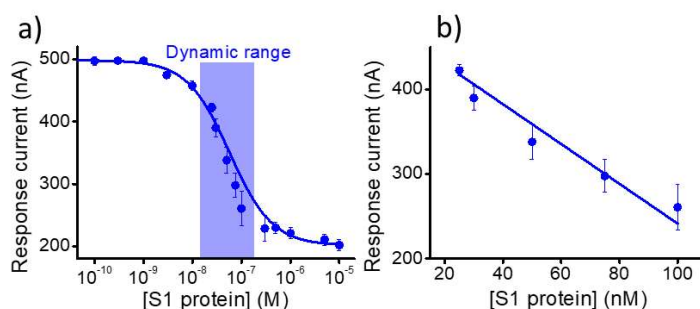 a)
Dynamic range
Response current (nA)
500
400
300
200
10⁻¹⁰ 10⁻⁹ 10⁻⁸ 10⁻⁷ 10⁻⁶ 10⁻⁵
[S1 protein] (M)
b)
Response current (nA)
400
300
200
20 40 60 80 100
[S1 protein] (nM)